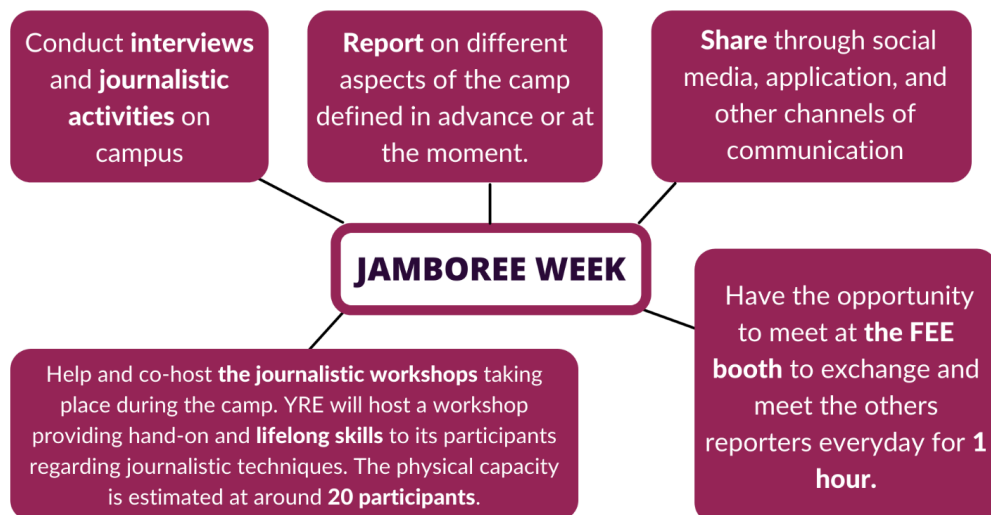 Conduct interviews
and journalistic
activities on
campus
Report on different
aspects of the camp
defined in advance or at
the moment.
Share through social
media, application, and
other channels of
communication
JAMBOREE WEEK
Help and co-host the journalistic workshops taking
place during the camp. YRE will host a workshop
providing hand-on and lifelong skills to its participants
regarding journalistic techniques. The physical capacity
is estimated at around 20 participants.
Have the opportunity
to meet at the FEE
booth to exchange and
meet the others
reporters everyday for 1
hour.